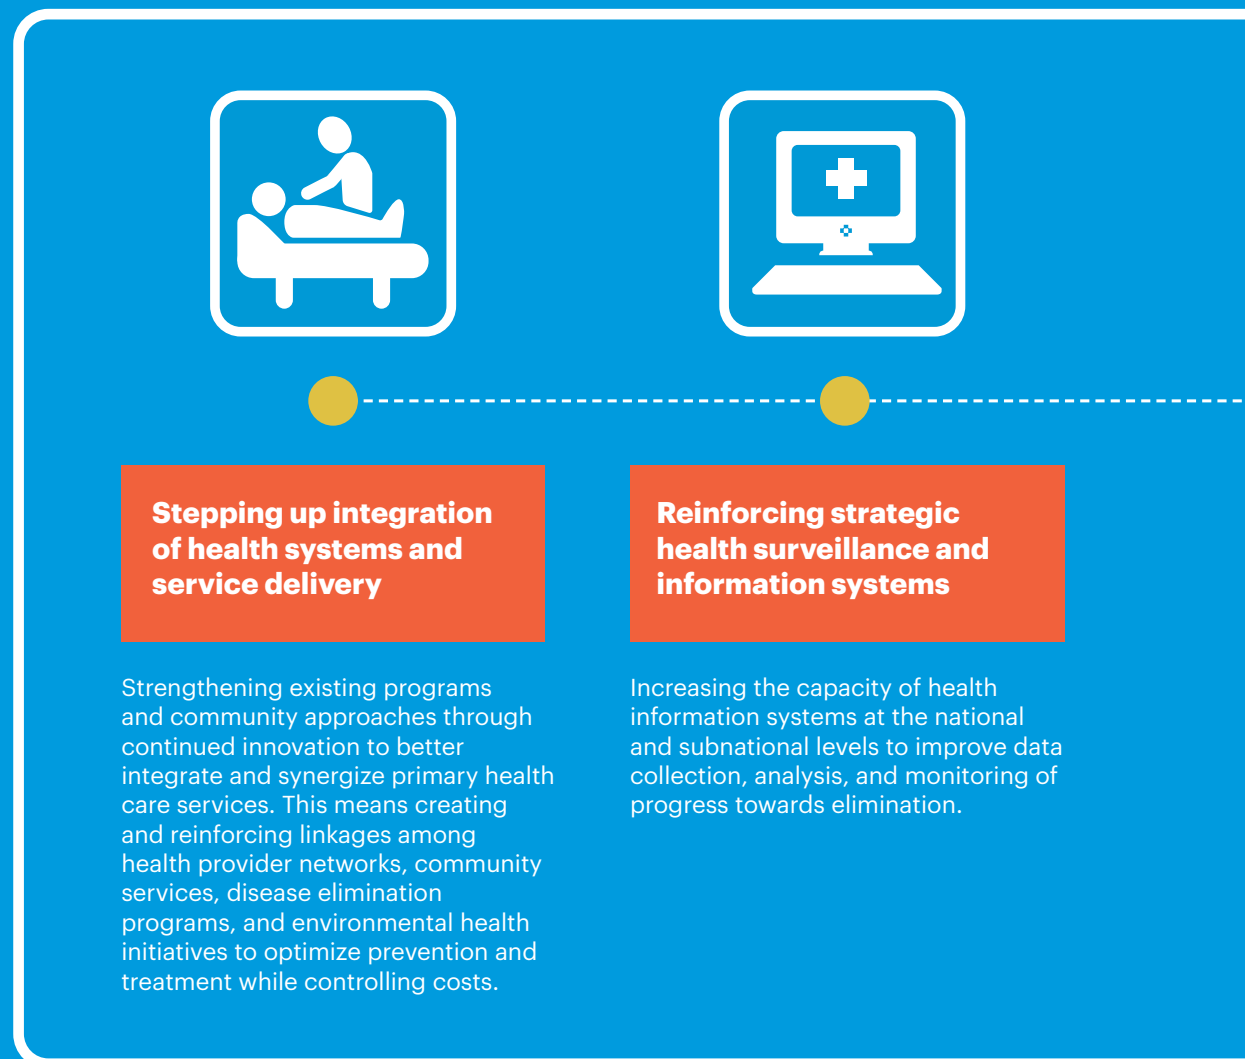 Stepping up integration
of health systems and
service delivery
Strengthening existing programs
and community approaches through
continued innovation to better
integrate and synergize primary health
care services. This means creating
and reinforcing linkages among
health provider networks, community
services, disease elimination
programs, and environmental health
initiatives to optimize prevention and
treatment while controlling costs.
Reinforcing strategic
health surveillance and
information systems
Increasing the capacity of health
information systems at the national
and subnational levels to improve data
collection, analysis, and monitoring of
progress towards elimination.